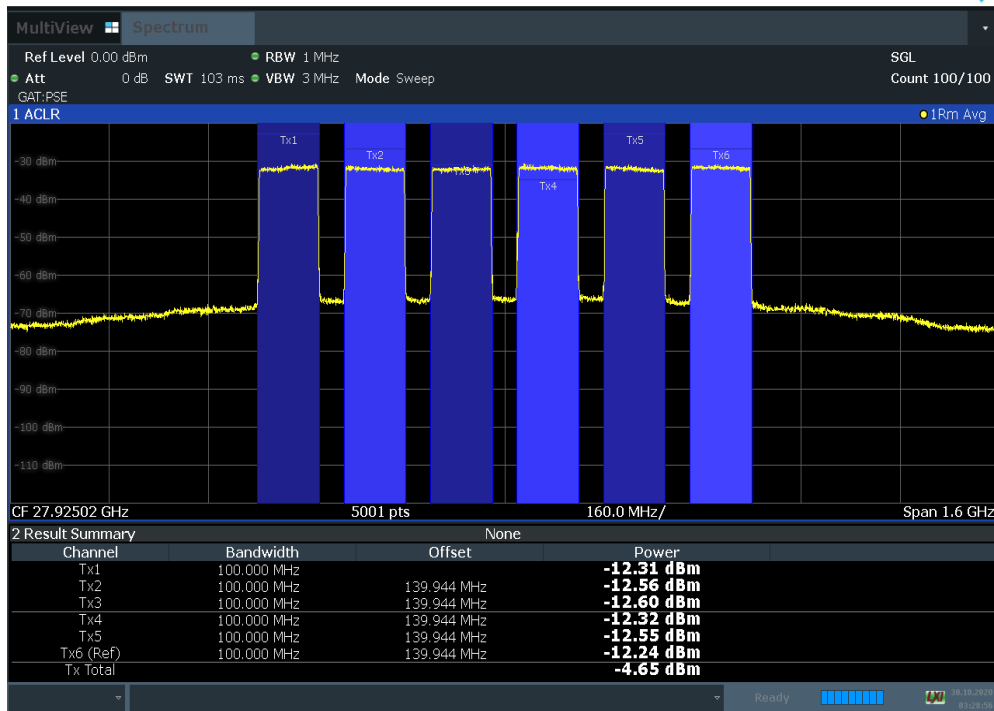 MultiView Spectrum
Ref Level 0.00 dBm RBW 1 MHz SGL
Att 0 dB SWT 103 ms VBW 3 MHz Mode Sweep Count 100/100
GAT:PSE
1 ACLR 1Rm Avg
Tx1 Tx5
Tx2 Tx6
-30 dBm
Tx3
Tx4
-40 dBm
-50 dBm
-60 dBm
-70 dBm
-80 dBm
-90 dBm
-100 dBm
-110 dBm
CF 27.92502 GHz 5001 pts 160.0 MHz/ Span 1.6 GHz
2 Result Summary None
Channel Bandwidth Offset Power
Tx1 100.000 MHz -12.31 dBm
Tx2 100.000 MHz 139.944 MHz -12.56 dBm
Tx3 100.000 MHz 139.944 MHz -12.60 dBm
Tx4 100.000 MHz 139.944 MHz -12.32 dBm
Tx5 100.000 MHz 139.944 MHz -12.55 dBm
Tx6 (Ref) 100.000 MHz 139.944 MHz -12.24 dBm
Tx Total -4.65 dBm
Ready LXI 30.10.2020
03:28:56